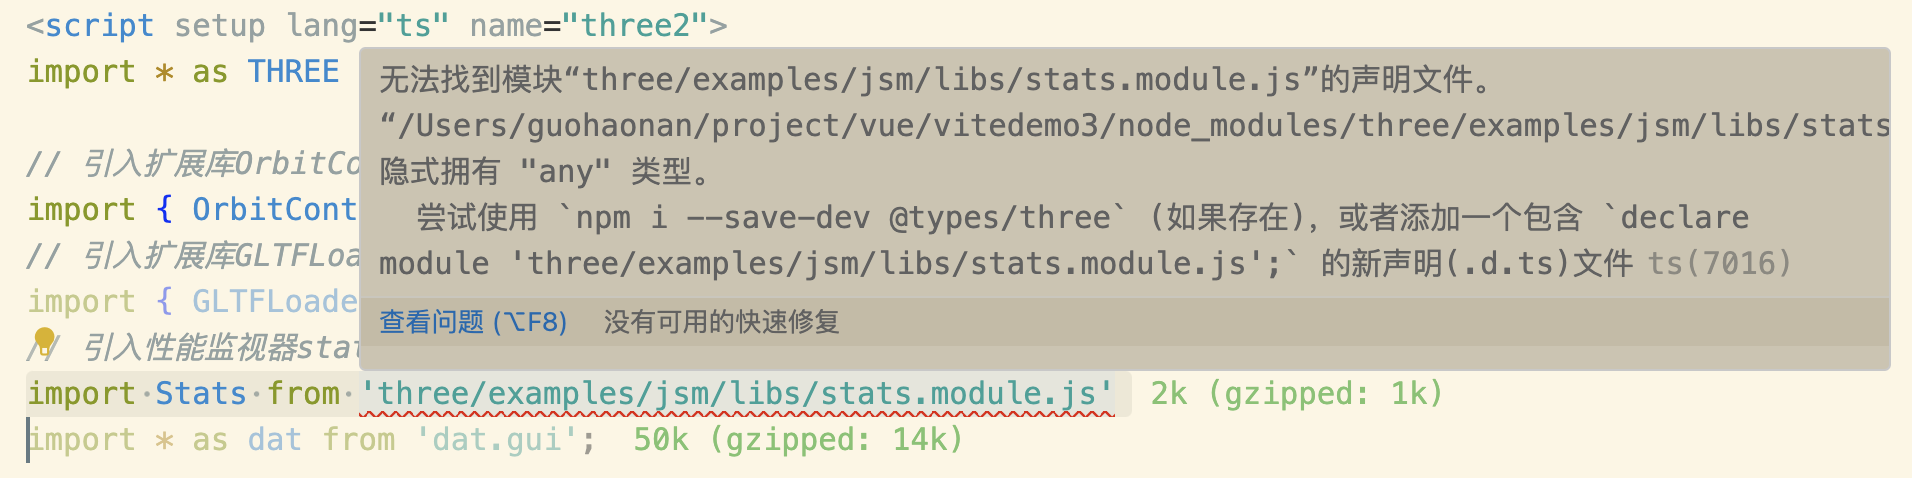 <script setup lang="ts" name="three2">
import * as THREE
无法找到模块“three/examples/jsm/libs/stats.module.js”的声明文件。
“/Users/guohaonan/project/vue/vitedemo3/node_modules/three/examples/jsm/libs/stats
隐式拥有 "any" 类型。
尝试使用 `npm i --save-dev @types/three` (如果存在)，或者添加一个包含 `declare
module 'three/examples/jsm/libs/stats.module.js';` 的新声明(.d.ts)文件 ts(7016)
查看问题 (⌥F8) 没有可用的快速修复
// 引入扩展库OrbitCo
import { OrbitCont
// 引入扩展库GLTFLoa
import { GLTFLoade
// 引入性能监视器stat
import Stats from 'three/examples/jsm/libs/stats.module.js' 2k (gzipped: 1k)
import * as dat from 'dat.gui'; 50k (gzipped: 14k)